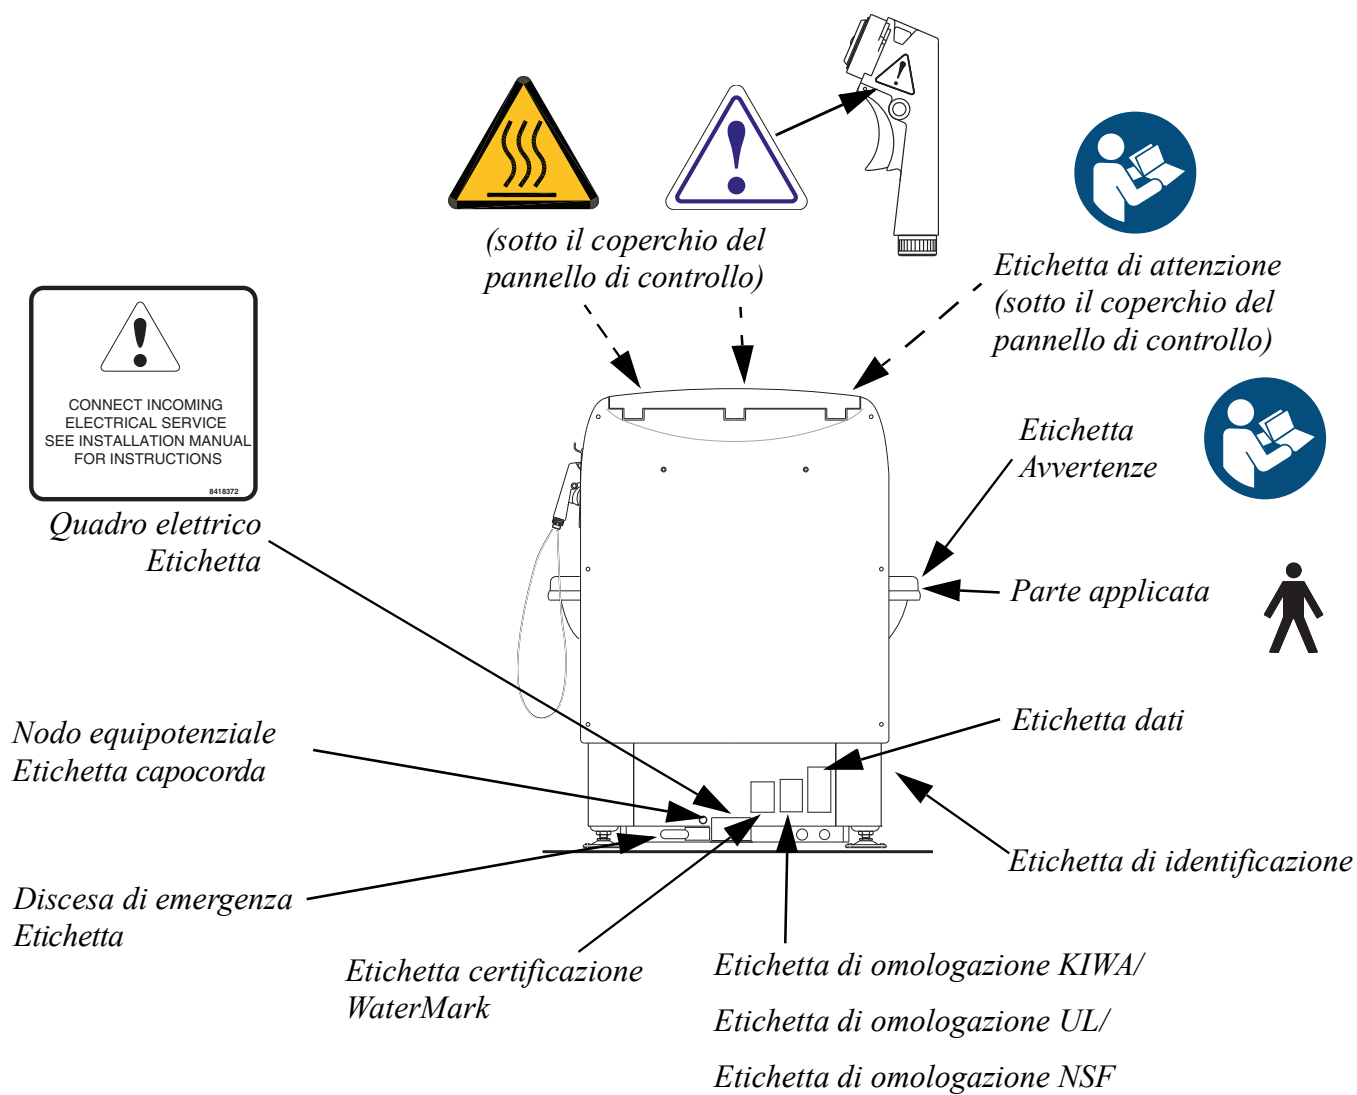 (sotto il coperchio del
pannello di controllo)
Etichetta di attenzione
(sotto il coperchio del
pannello di controllo)
CONNECT INCOMING
ELECTRICAL SERVICE
SEE INSTALLATION MANUAL
FOR INSTRUCTIONS
8418372
Quadro elettrico
Etichetta
Etichetta
Avvertenze
Parte applicata
Etichetta dati
Nodo equipotenziale
Etichetta capocorda
Etichetta di identificazione
Discesa di emergenza
Etichetta
Etichetta certificazione
WaterMark
Etichetta di omologazione KIWA/
Etichetta di omologazione UL/
Etichetta di omologazione NSF